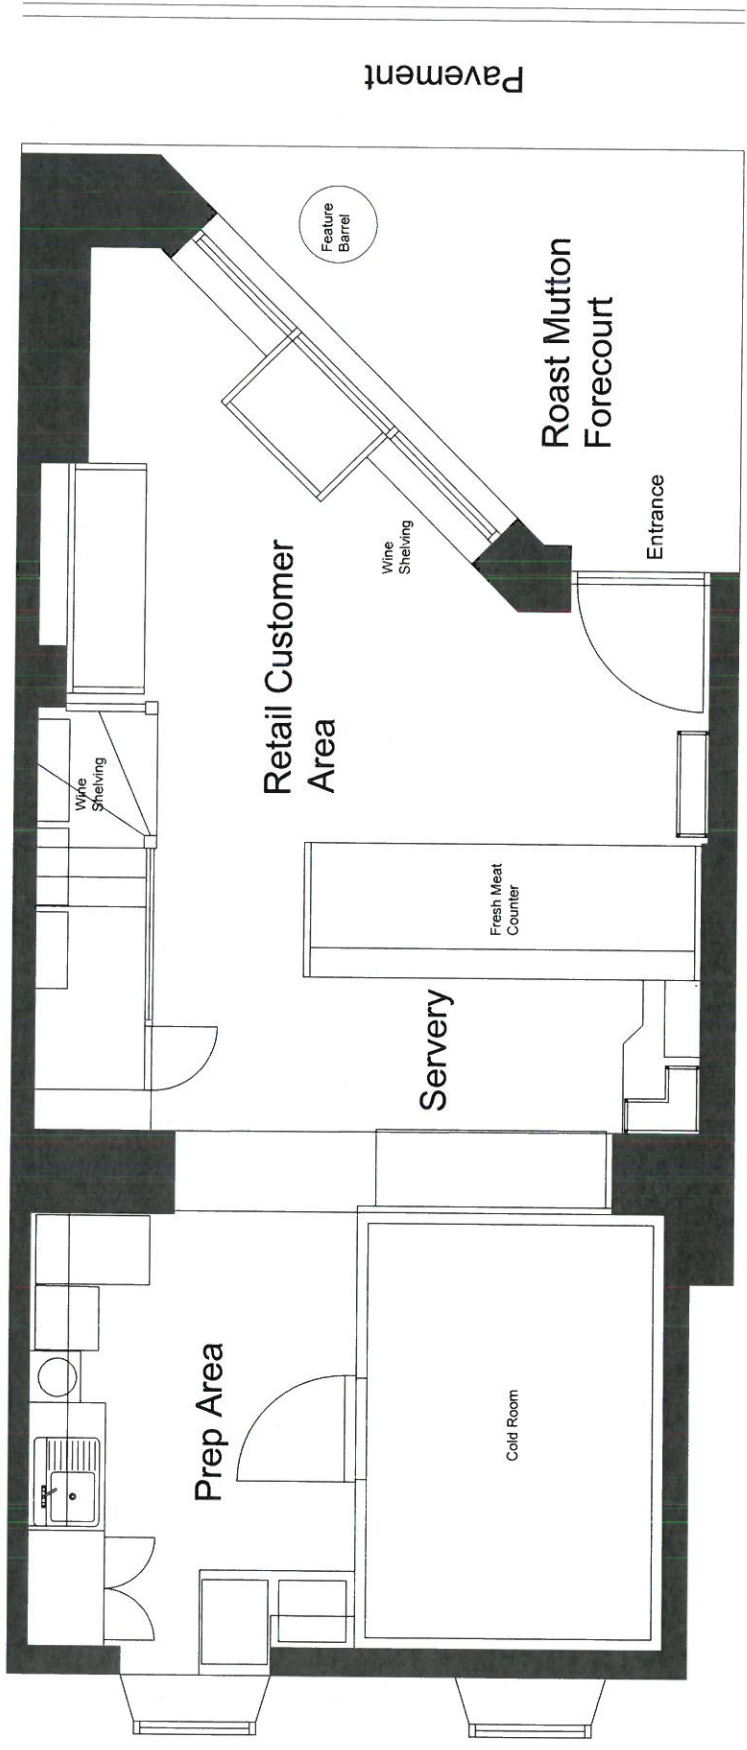 Pavement
Feature
Barrel
Roast Mutton
Forecourt
Entrance
Wine
Shelving
Retail Customer
Area
Wine
Shelving
Fresh Meat
Counter
Servery
Prep Area
Cold Room